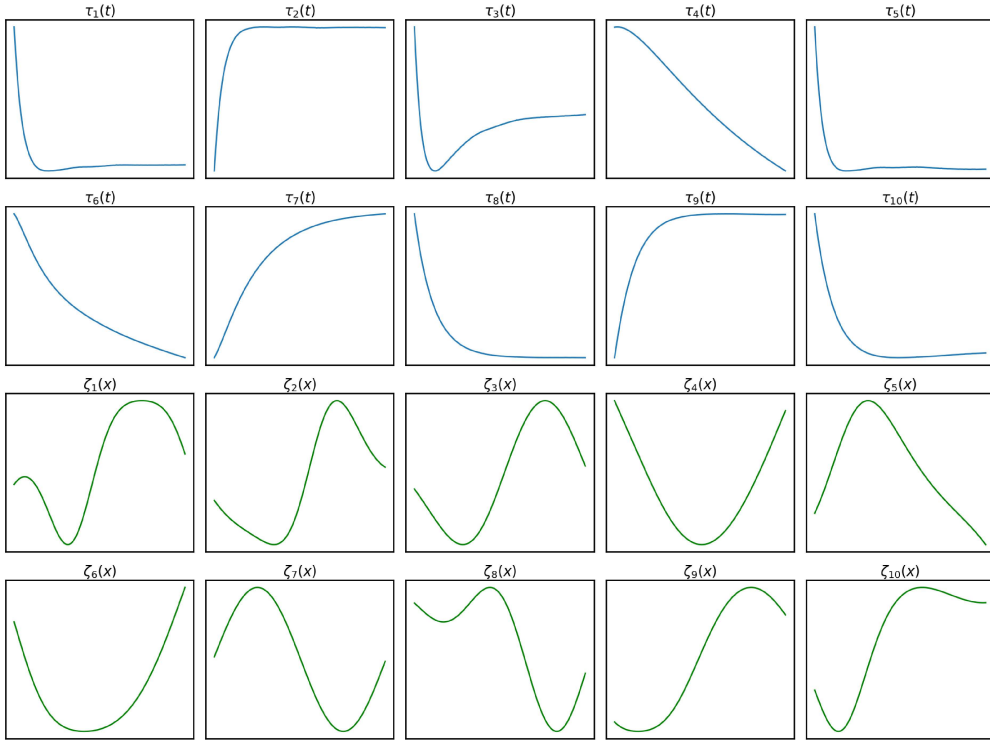 τ₁(t) τ₂(t) τ₃(t) τ₄(t) τ₅(t)
τ₆(t) τ₇(t) τ₈(t) τ₉(t) τ₁₀(t)
ζ₁(x) ζ₂(x) ζ₃(x) ζ₄(x) ζ₅(x)
ζ₆(x) ζ₇(x) ζ₈(x) ζ₉(x) ζ₁₀(x)